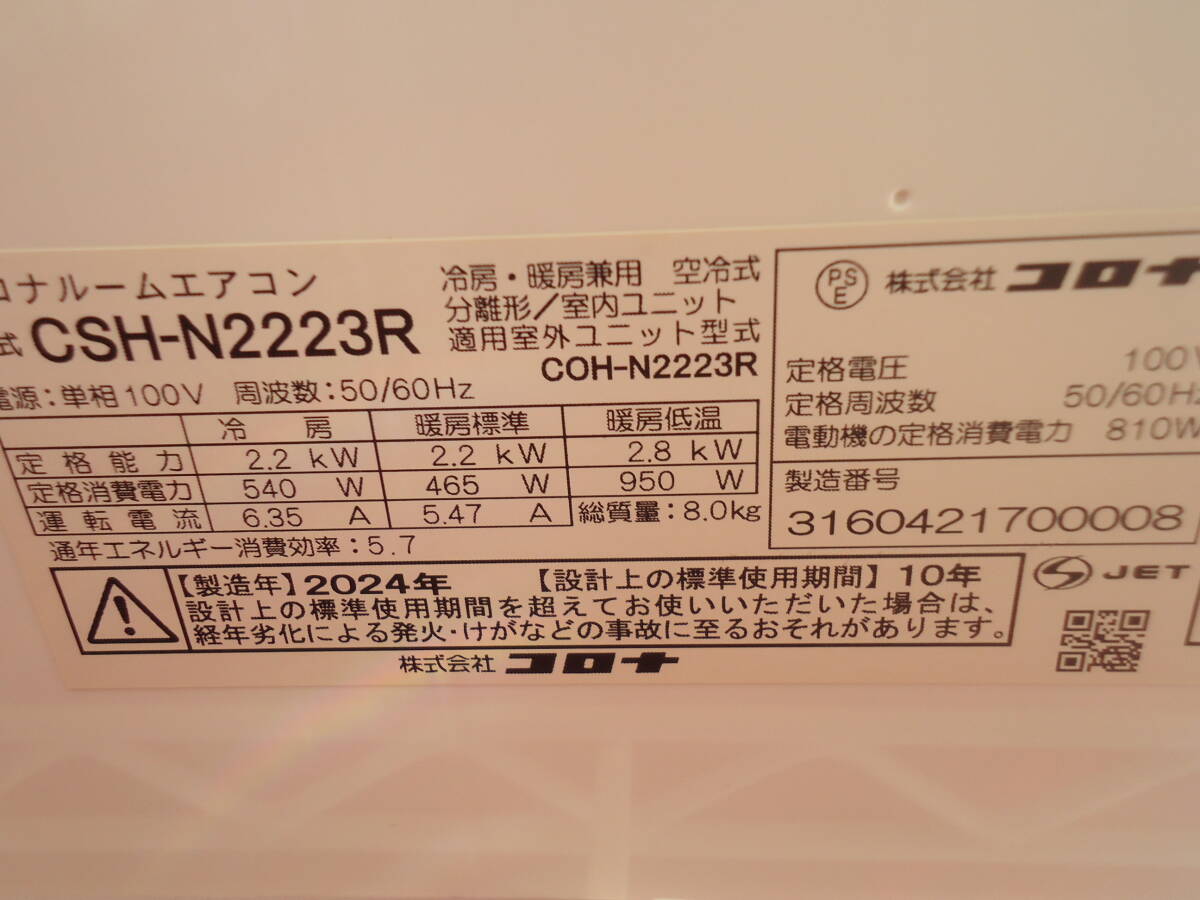 コナルームエアコン
式 CSH-N2223R
電源：単相100V 周波数：50/60Hz
冷房・暖房兼用 空冷式
分離形/室内ユニット
適用室外ユニット型式
COH-N2223R
冷 房 暖房標準 暖房低温
定格能力 2.2 kW 2.2 kW 2.8 kW
定格消費電力 540 W 465 W 950 W
運転電流 6.35 A 5.47 A 総質量：8.0kg
通年エネルギー消費効率：5.7
PSE 株式会社 コロナ
定格電圧 100V
定格周波数 50/60Hz
電動機の定格消費電力 810W
製造番号
3160421700008
【製造年】2024年 【設計上の標準使用期間】10年
設計上の標準使用期間を超えてお使いいただいた場合は、
経年劣化による発火・けがなどの事故に至るおそれがあります。
JET
株式会社 コロナ